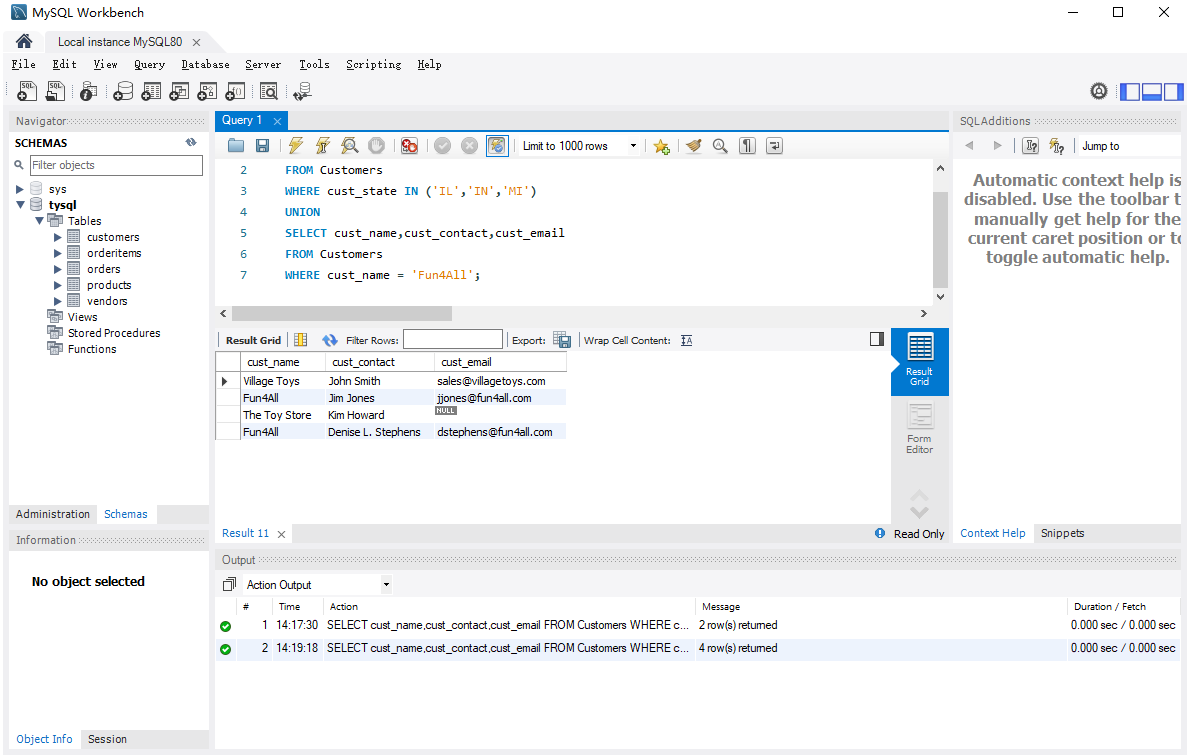 MySQL Workbench
Local instance MySQL80
File Edit View Query Database Server Tools Scripting Help
Navigator
SCHEMAS
Filter objects
sys
tysql
Tables
customers
orderitems
orders
products
vendors
Views
Stored Procedures
Functions
Administration Schemas
Information
No object selected
Object Info Session
Query 1
Limit to 1000 rows
2 FROM Customers
3 WHERE cust_state IN ('IL','IN','MI')
4 UNION
5 SELECT cust_name,cust_contact,cust_email
6 FROM Customers
7 WHERE cust_name = 'Fun4All';
Result Grid Filter Rows: Export: Wrap Cell Content:
cust_name cust_contact cust_email
Village Toys John Smith sales@villagetoys.com
Fun4All Jim Jones jjones@fun4all.com
The Toy Store Kim Howard NULL
Fun4All Denise L. Stephens dstephens@fun4all.com
Result
Grid
Form
Editor
Result 11
Read Only
SQL Additions
Jump to
Automatic context help is
disabled. Use the toolbar t
manually get help for the
current caret position or to
toggle automatic help.
Context Help Snippets
Output
Action Output
# Time Action Message Duration / Fetch
1 14:17:30 SELECT cust_name,cust_contact,cust_email FROM Customers WHERE c... 2 row(s) returned 0.000 sec / 0.000 sec
2 14:19:18 SELECT cust_name,cust_contact,cust_email FROM Customers WHERE c... 4 row(s) returned 0.000 sec / 0.000 sec